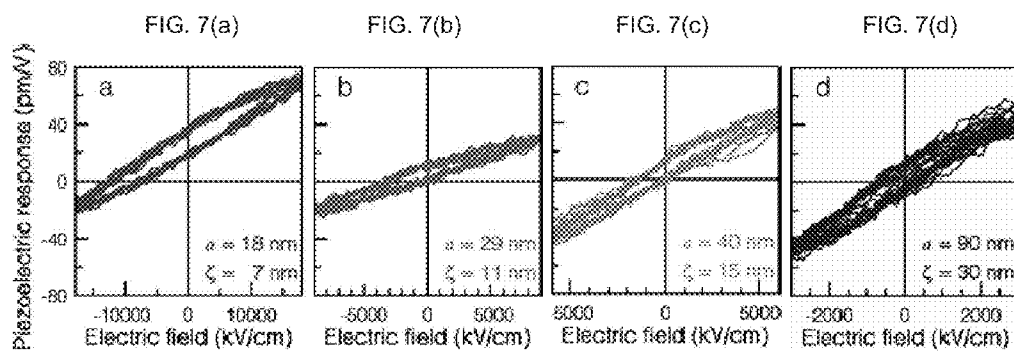 FIG. 7(a) FIG. 7(b) FIG. 7(c) FIG. 7(d)
Piezoelectric response (pm/V)
80
40
0
-40
-80
a
a = 18 nm
ζ = 7 nm
-10000 0 10000
Electric field (kV/cm)
b
a = 29 nm
ζ = 11 nm
-5000 0 5000
Electric field (kV/cm)
c
a = 40 nm
ζ = 15 nm
-5000 0 5000
Electric field (kV/cm)
d
a = 90 nm
ζ = 30 nm
-2000 0 2000
Electric field (kV/cm)